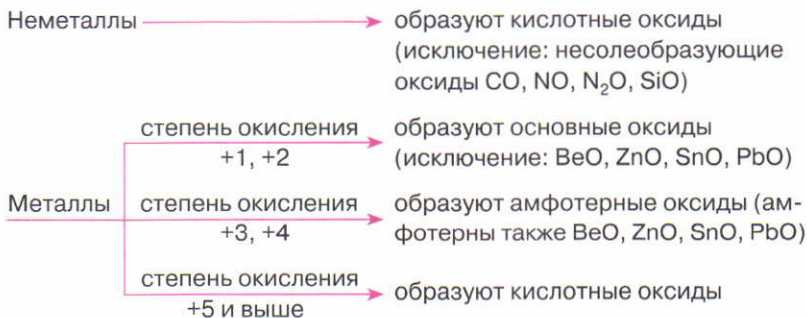 Неметаллы
образуют кислотные оксиды
(исключение: несолеобразующие
оксиды CO, NO, N₂O, SiO)
степень окисления
+1, +2
образуют основные оксиды
(исключение: BeO, ZnO, SnO, PbO)
Металлы
степень окисления
+3, +4
образуют амфотерные оксиды (ам-
фотерны также BeO, ZnO, SnO, PbO)
степень окисления
+5 и выше
образуют кислотные оксиды